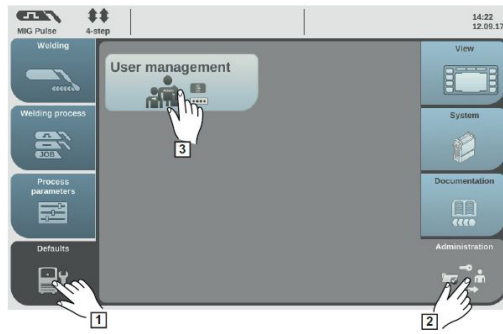 MIG Pulse
4-step
14:22
12.09.17
Welding
View
User management
Welding process
JOB
System
3
Process
parameters
Documentation
Defaults
Administration
1
2